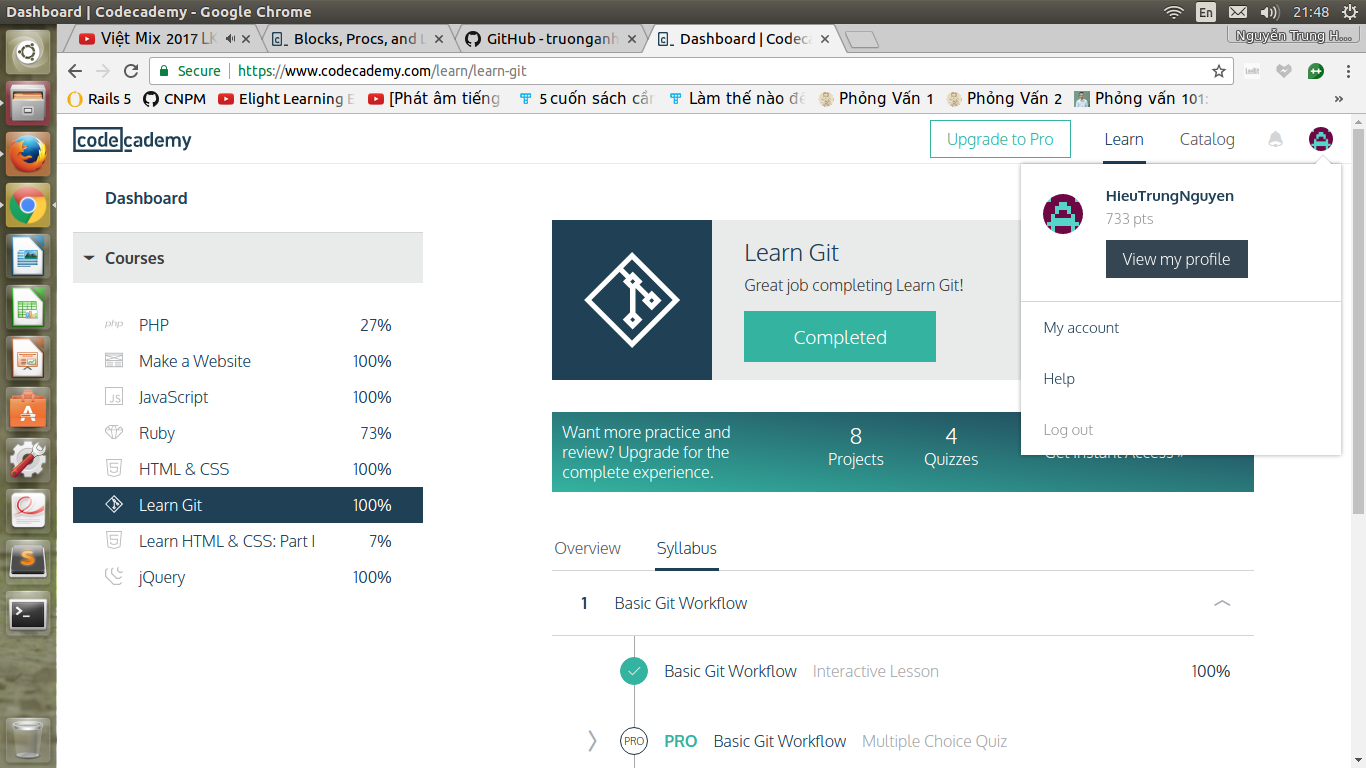 Dashboard | Codecademy - Google Chrome
En
21:48
Việt Mix 2017 LK
Blocks, Procs, and L
GitHub - truonganh
Dashboard | Codeca
Nguyễn Trung H...
Secure
https://www.codecademy.com/learn/learn-git
Rails 5
CNPM
Elight Learning E
[Phát âm tiếng
5 cuốn sách cần
Làm thế nào để
Phỏng Vấn 1
Phỏng Vấn 2
Phỏng vấn 101:
»
codecademy
Upgrade to Pro
Learn
Catalog
Dashboard
Courses
php PHP 27%
Make a Website 100%
JS JavaScript 100%
Ruby 73%
HTML & CSS 100%
Learn Git 100%
Learn HTML & CSS: Part I 7%
jQuery 100%
HieuTrungNguyen
733 pts
View my profile
My account
Help
Log out
Learn Git
Great job completing Learn Git!
Completed
Want more practice and
review? Upgrade for the
complete experience.
8
Projects
4
Quizzes
Get Instant Access »
Overview
Syllabus
1 Basic Git Workflow
Basic Git Workflow Interactive Lesson 100%
PRO PRO Basic Git Workflow Multiple Choice Quiz